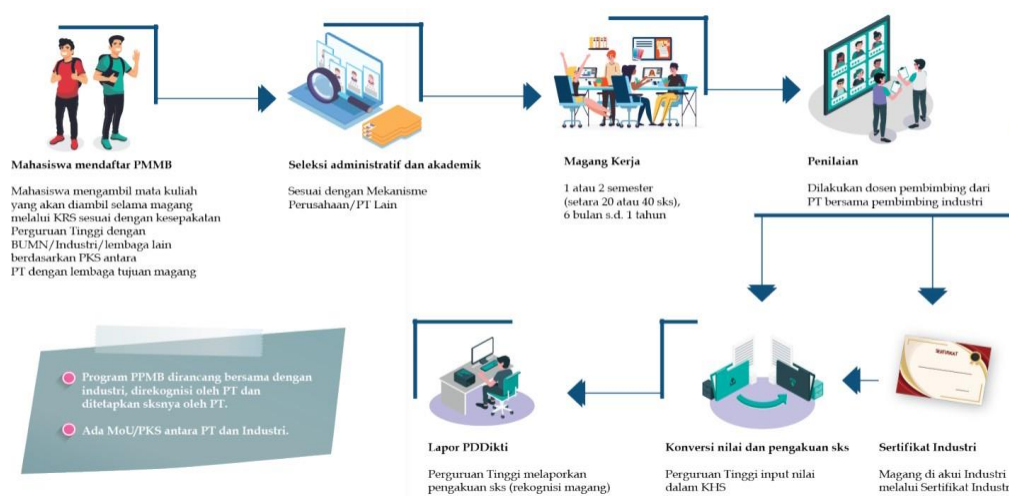 Mahasiswa mendaftar PMMB
Mahasiswa mengambil mata kuliah
yang akan diambil selama magang
melalui KRS sesuai dengan kesepakatan
Perguruan Tinggi dengan
BUMN/Industri/lembaga lain
berdasarkan PKS antara
PT dengan lembaga tujuan magang
Seleksi administratif dan akademik
Sesuai dengan Mekanisme
Perusahaan/PT Lain
Magang Kerja
1 atau 2 semester
(setara 20 atau 40 sks),
6 bulan s.d. 1 tahun
Penilaian
Dilakukan dosen pembimbing dari
PT bersama pembimbing industri
Program PPMB dirancang bersama dengan
industri, direkognisi oleh PT dan
ditetapkan sksnya oleh PT.
Ada MoU/PKS antara PT dan Industri.
Lapor PDDikti
Perguruan Tinggi melaporkan
pengakuan sks (rekognisi magang)
Konversi nilai dan pengakuan sks
Perguruan Tinggi input nilai
dalam KHS
SERTIFIKAT
Sertifikat Industri
Magang di akui Industri
melalui Sertifikat Industri